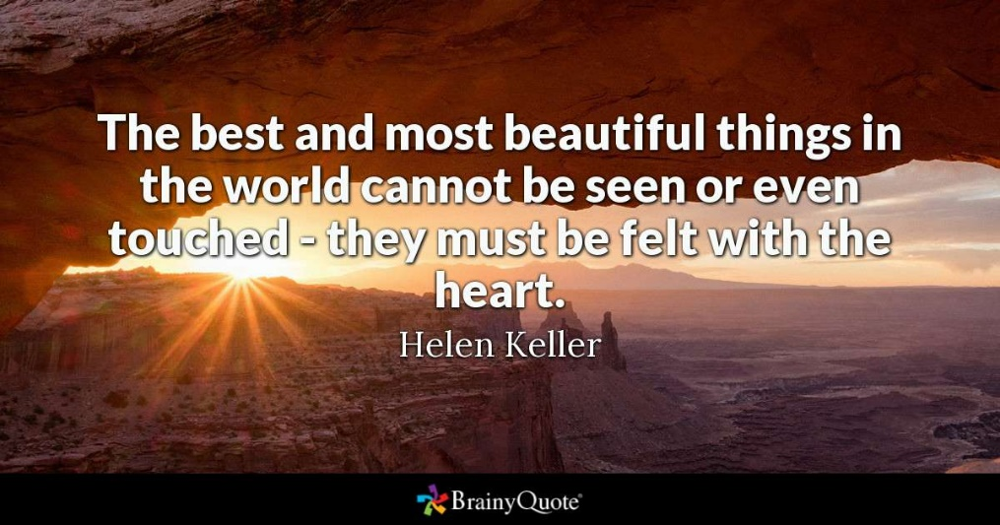 The best and most beautiful things in
the world cannot be seen or even
touched - they must be felt with the
heart.
Helen Keller
BrainyQuote®